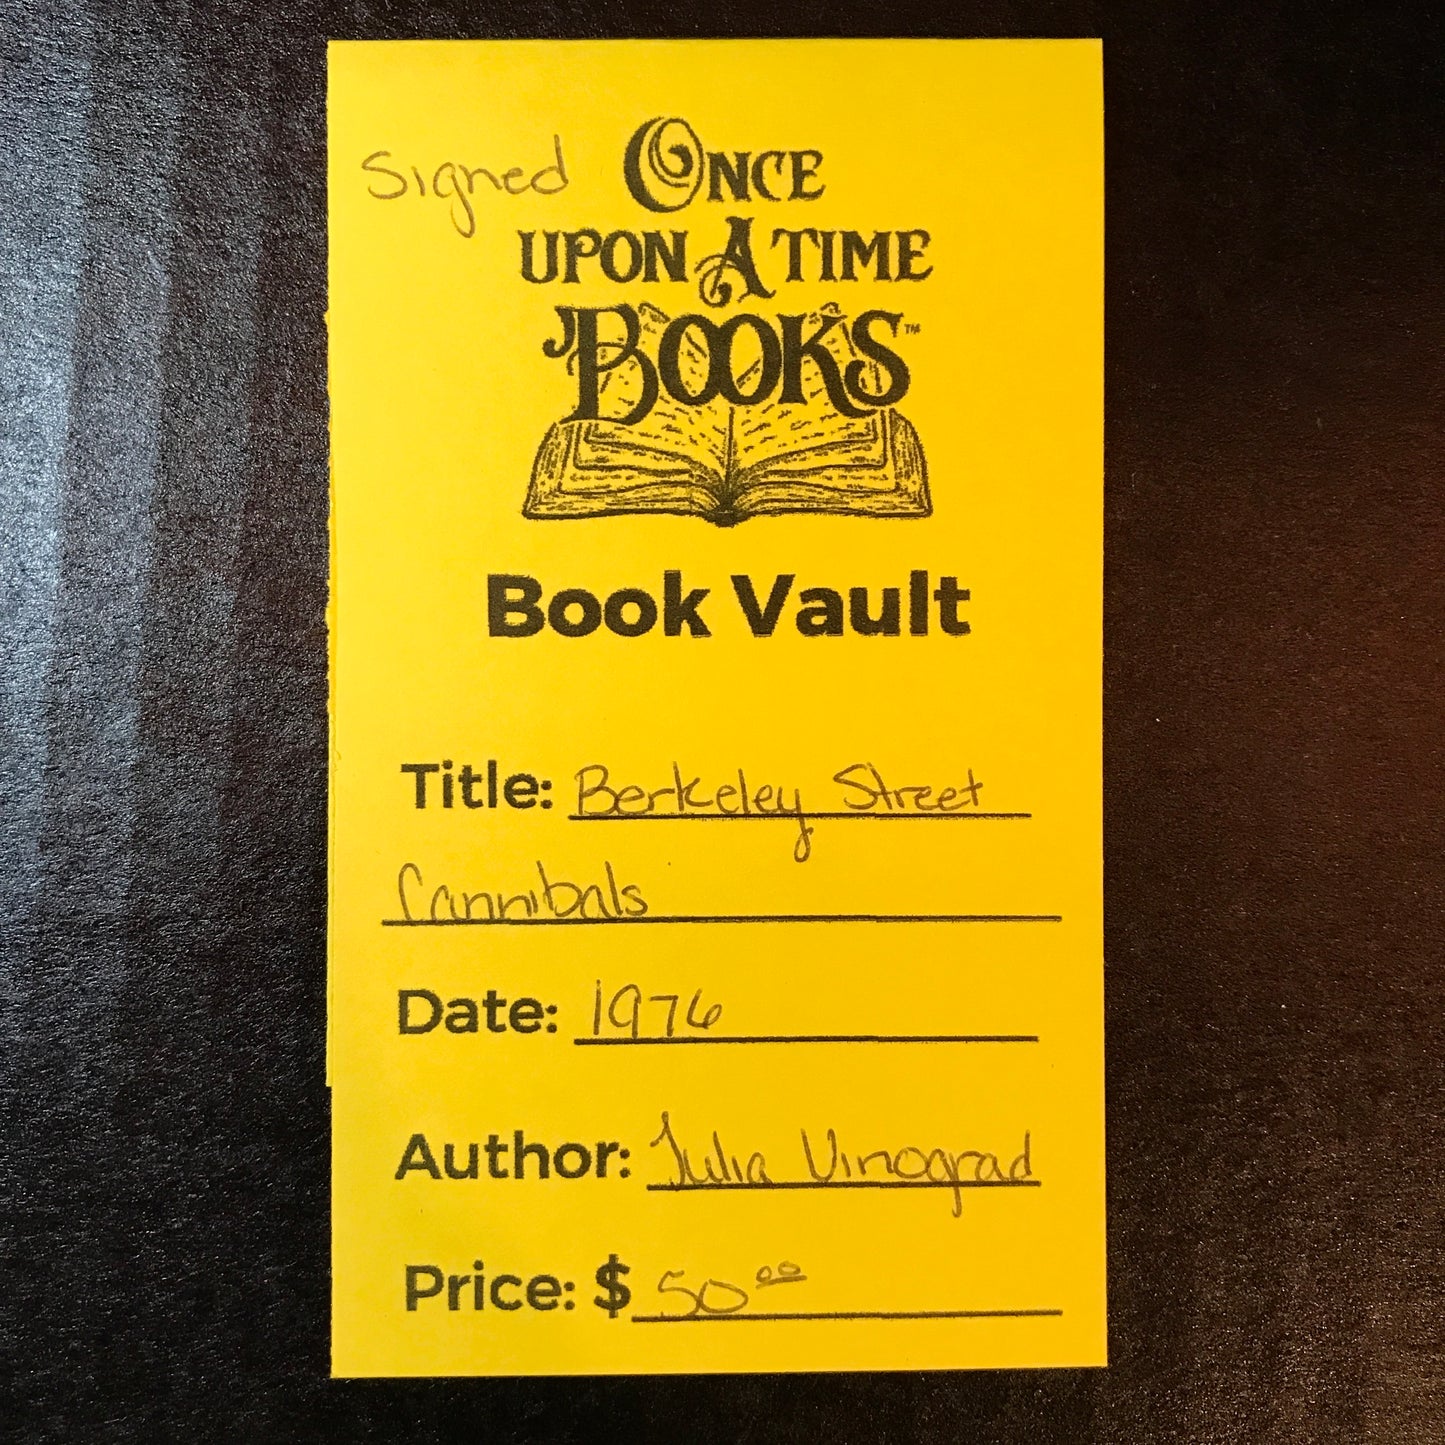 Signed
ONCE
UPON A TIME
BOOKS™
Book Vault
Title: Berkeley Street
Cannibals
Date: 1976
Author: Julia Vinograd
Price: $ 50 00